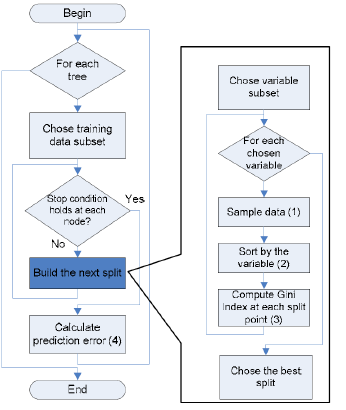 Begin
For each
tree
Chose training
data subset
Stop condition
holds at each
node?
Yes
No
Build the next split
Calculate
prediction error (4)
End
Chose variable
subset
For each
chosen
variable
Sample data (1)
Sort by the
variable (2)
Compute Gini
Index at each split
point (3)
Chose the best
split